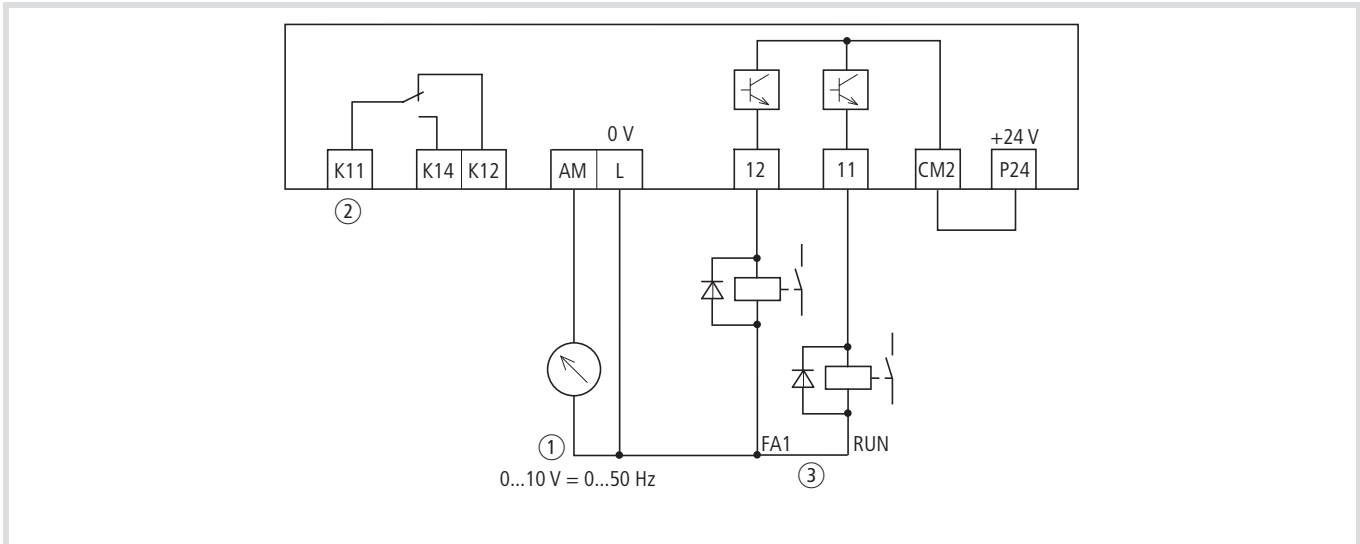 0 V
+24 V
K11 K14 K12 AM L 12 11 CM2 P24
2
FA1 RUN
1
3
0...10 V = 0...50 Hz